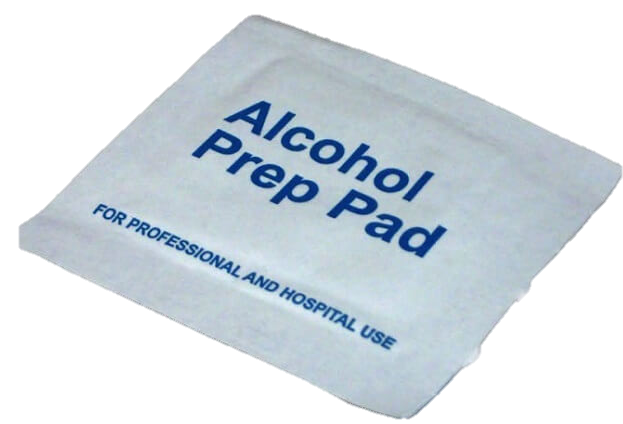 Alcohol
Prep Pad
FOR PROFESSIONAL AND HOSPITAL USE